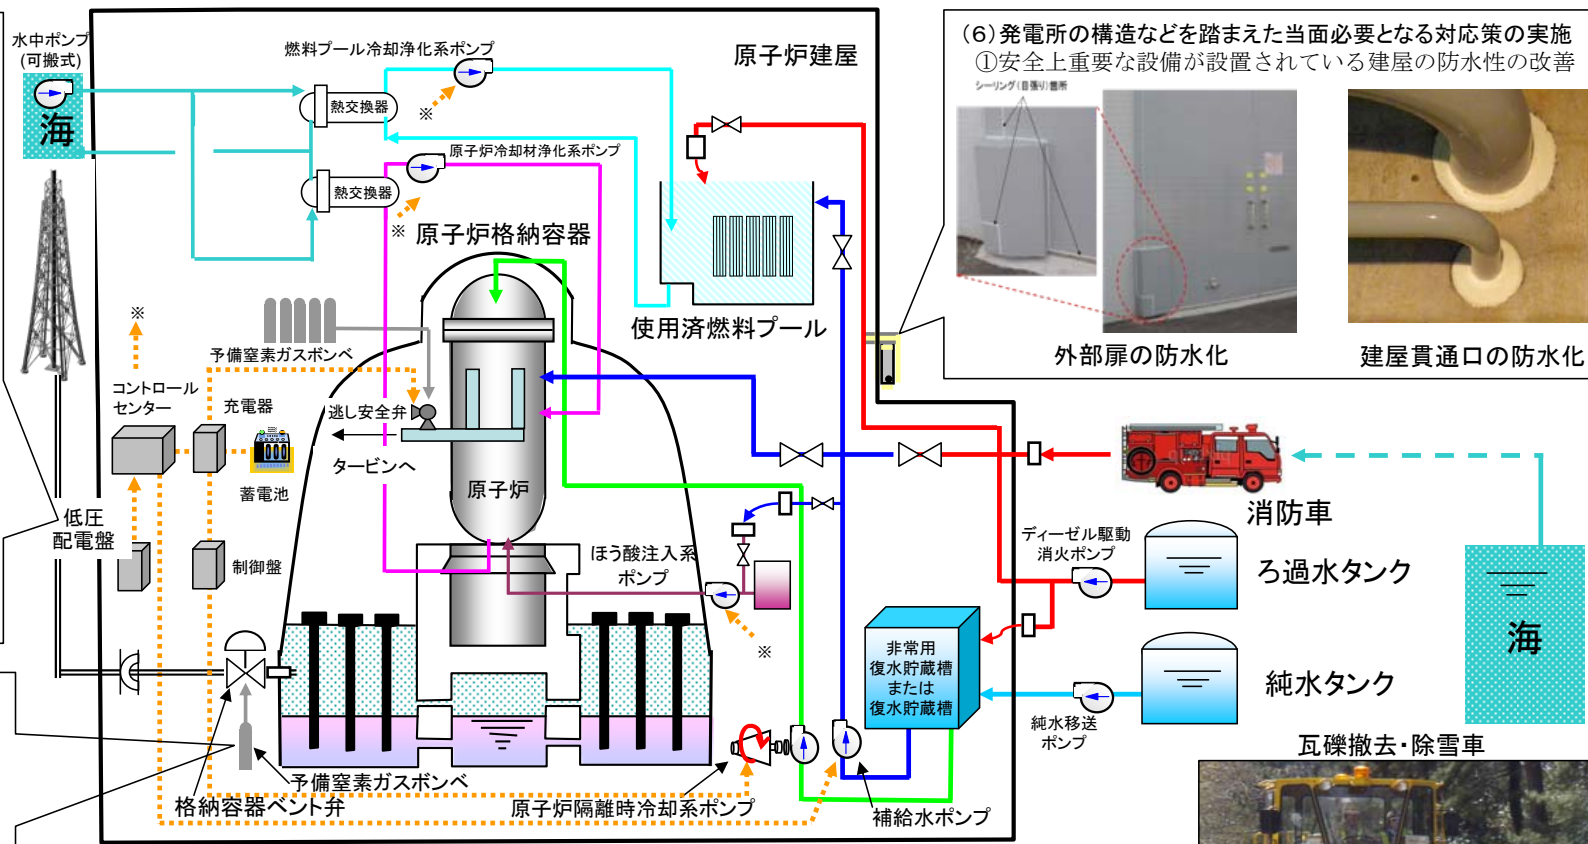 水中ポンプ
(可搬式)
海
燃料プール冷却浄化系ポンプ
原子炉建屋
熱交換器
※
原子炉冷却材浄化系ポンプ
熱交換器
※
原子炉格納容器
使用済燃料プール
(6)発電所の構造などを踏まえた当面必要となる対応策の実施
①安全上重要な設備が設置されている建屋の防水性の改善
シーリング(目張り)箇所
外部扉の防水化
建屋貫通口の防水化
※
予備窒素ガスボンベ
コントロール
センター
充電器
逃し安全弁
タービンへ
蓄電池
原子炉
低圧
配電盤
制御盤
ほう酸注入系
ポンプ
※
消防車
ディーゼル駆動
消火ポンプ
ろ過水タンク
海
非常用
復水貯蔵槽
または
復水貯蔵槽
純水タンク
純水移送
ポンプ
瓦礫撤去・除雪車
予備窒素ガスボンベ
格納容器ベント弁
原子炉隔離時冷却系ポンプ
補給水ポンプ